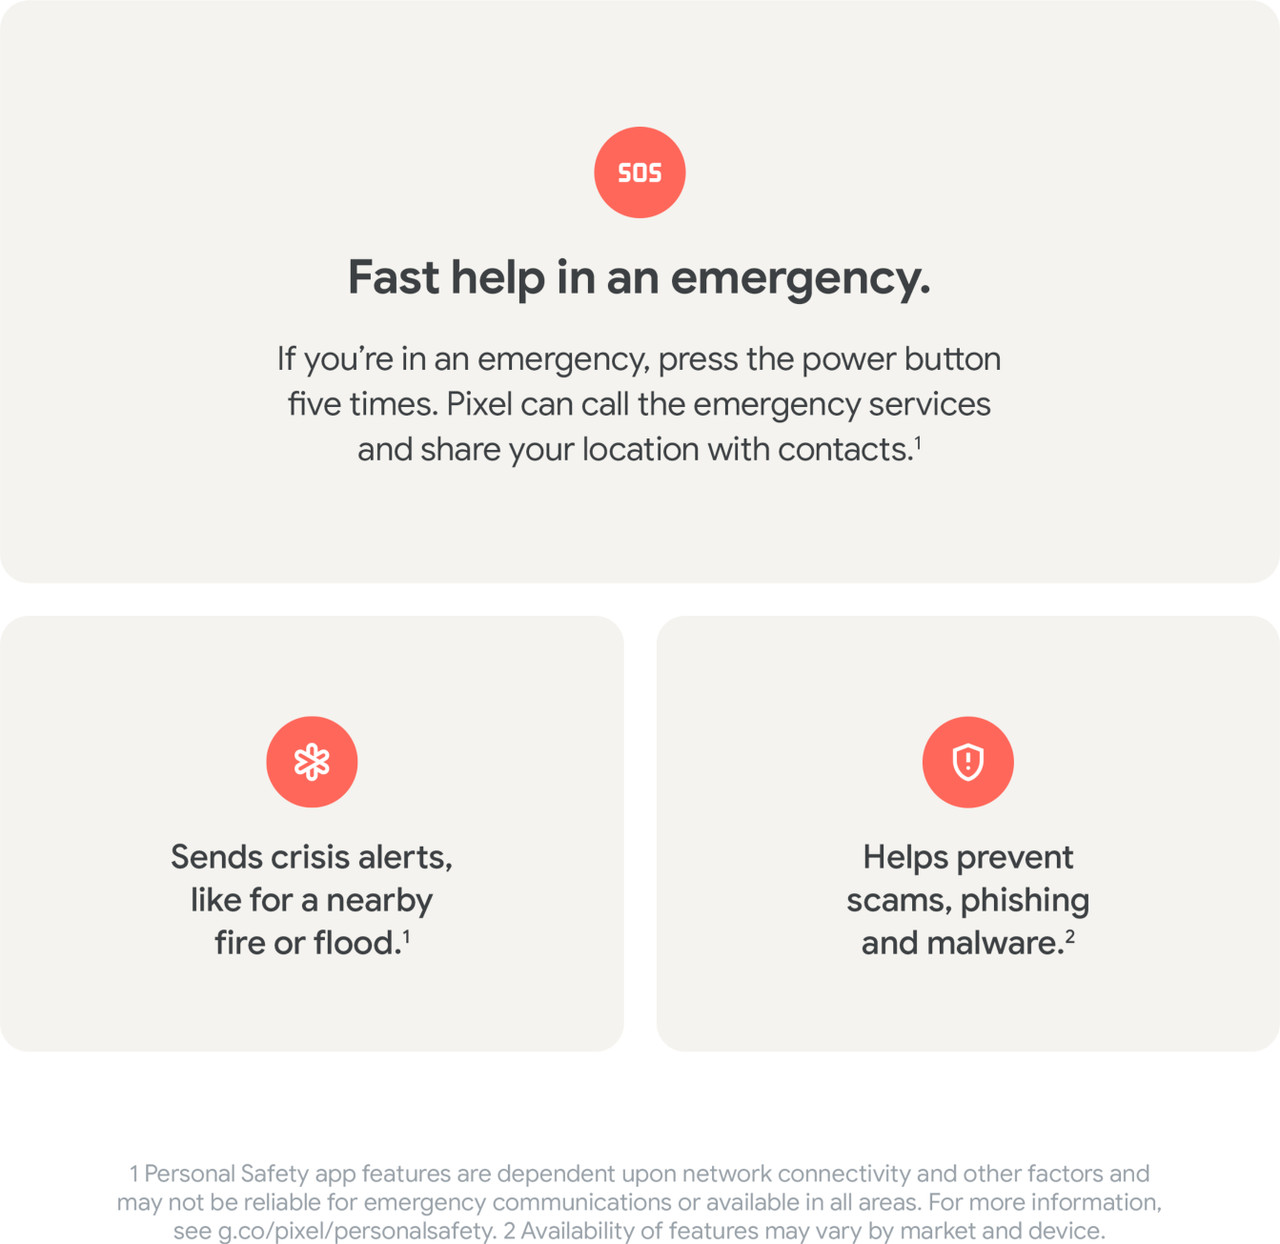 SOS
Fast help in an emergency.
If you’re in an emergency, press the power button
five times. Pixel can call the emergency services
and share your location with contacts.¹
Sends crisis alerts,
like for a nearby
fire or flood.¹
Helps prevent
scams, phishing
and malware.²
1 Personal Safety app features are dependent upon network connectivity and other factors and
may not be reliable for emergency communications or available in all areas. For more information,
see g.co/pixel/personalsafety. 2 Availability of features may vary by market and device.